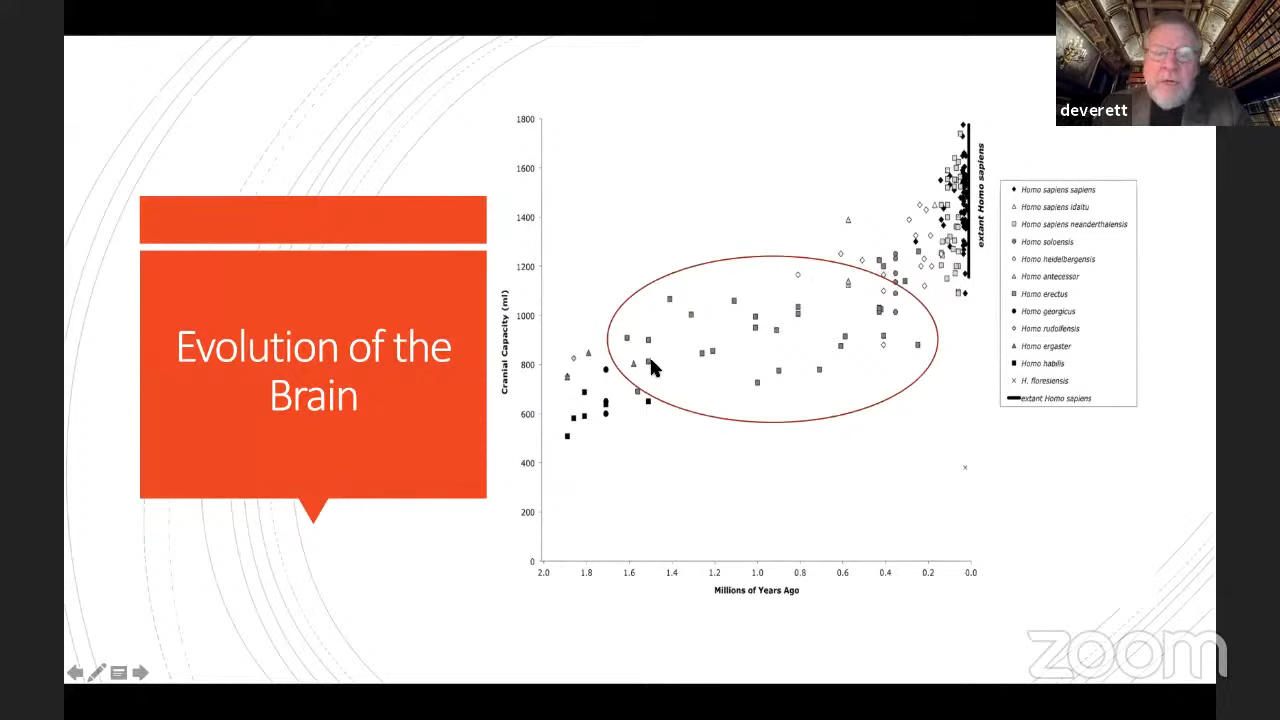 deverett
Evolution of the
Brain
Cranial Capacity (ml)
1800
1600
1400
1200
1000
800
600
400
200
0
2.0 1.8 1.6 1.4 1.2 1.0 0.8 0.6 0.4 0.2 0.0
Millions of Years Ago
extant Homo sapiens
Homo sapiens sapiens
Homo sapiens idaltu
Homo sapiens neanderthalensis
Homo soloensis
Homo heidelbergensis
Homo antecessor
Homo erectus
Homo georgicus
Homo rudolfensis
Homo ergaster
Homo habilis
H. floresiensis
extant Homo sapiens
zoom